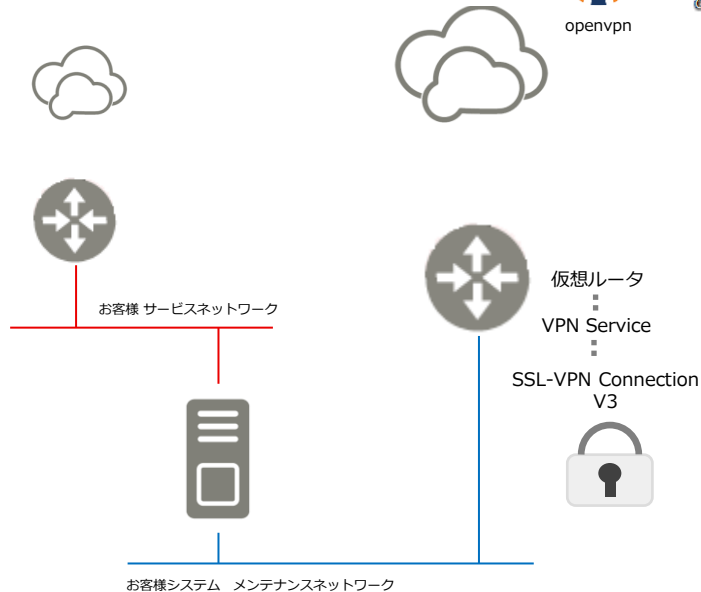 openvpn
仮想ルータ
お客様 サービスネットワーク
VPN Service
SSL-VPN Connection
V3
お客様システム　メンテナンスネットワーク